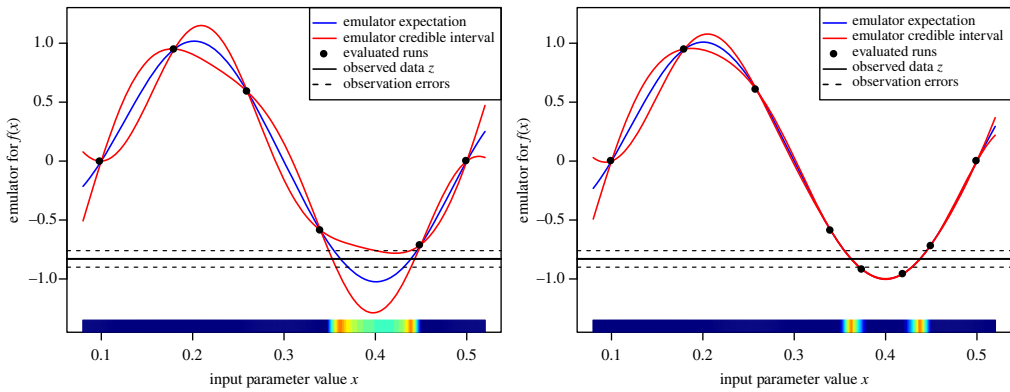 emulator expectation
emulator credible interval
evaluated runs
observed data z
observation errors
1.0
0.5
0
−0.5
−1.0
emulator for f(x)
0.1
0.2
0.3
0.4
0.5
input parameter value x
emulator expectation
emulator credible interval
evaluated runs
observed data z
observation errors
1.0
0.5
0
−0.5
−1.0
emulator for f(x)
0.1
0.2
0.3
0.4
0.5
input parameter value x